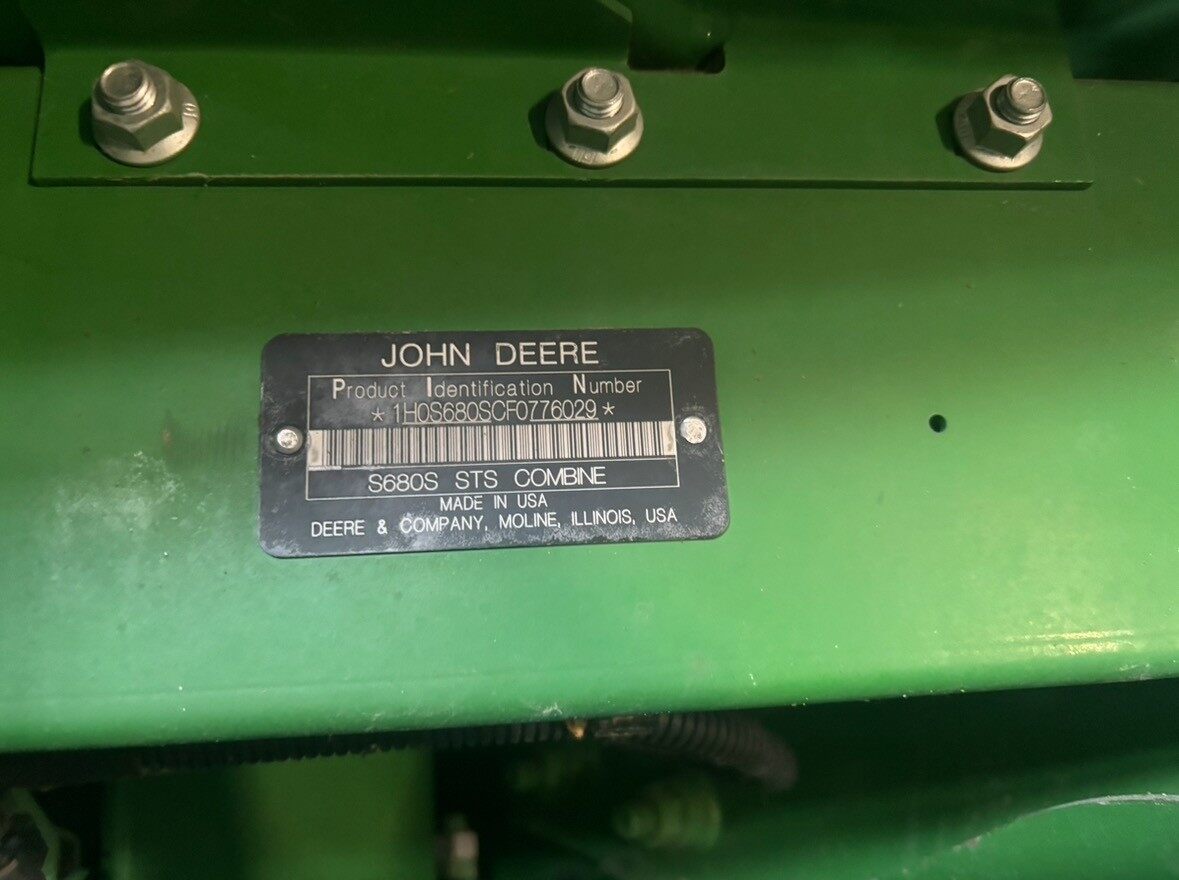 JOHN DEERE
Product Identification Number
*1H0S680SCF0776029*
S680S STS COMBINE
MADE IN USA
DEERE & COMPANY, MOLINE, ILLINOIS, USA